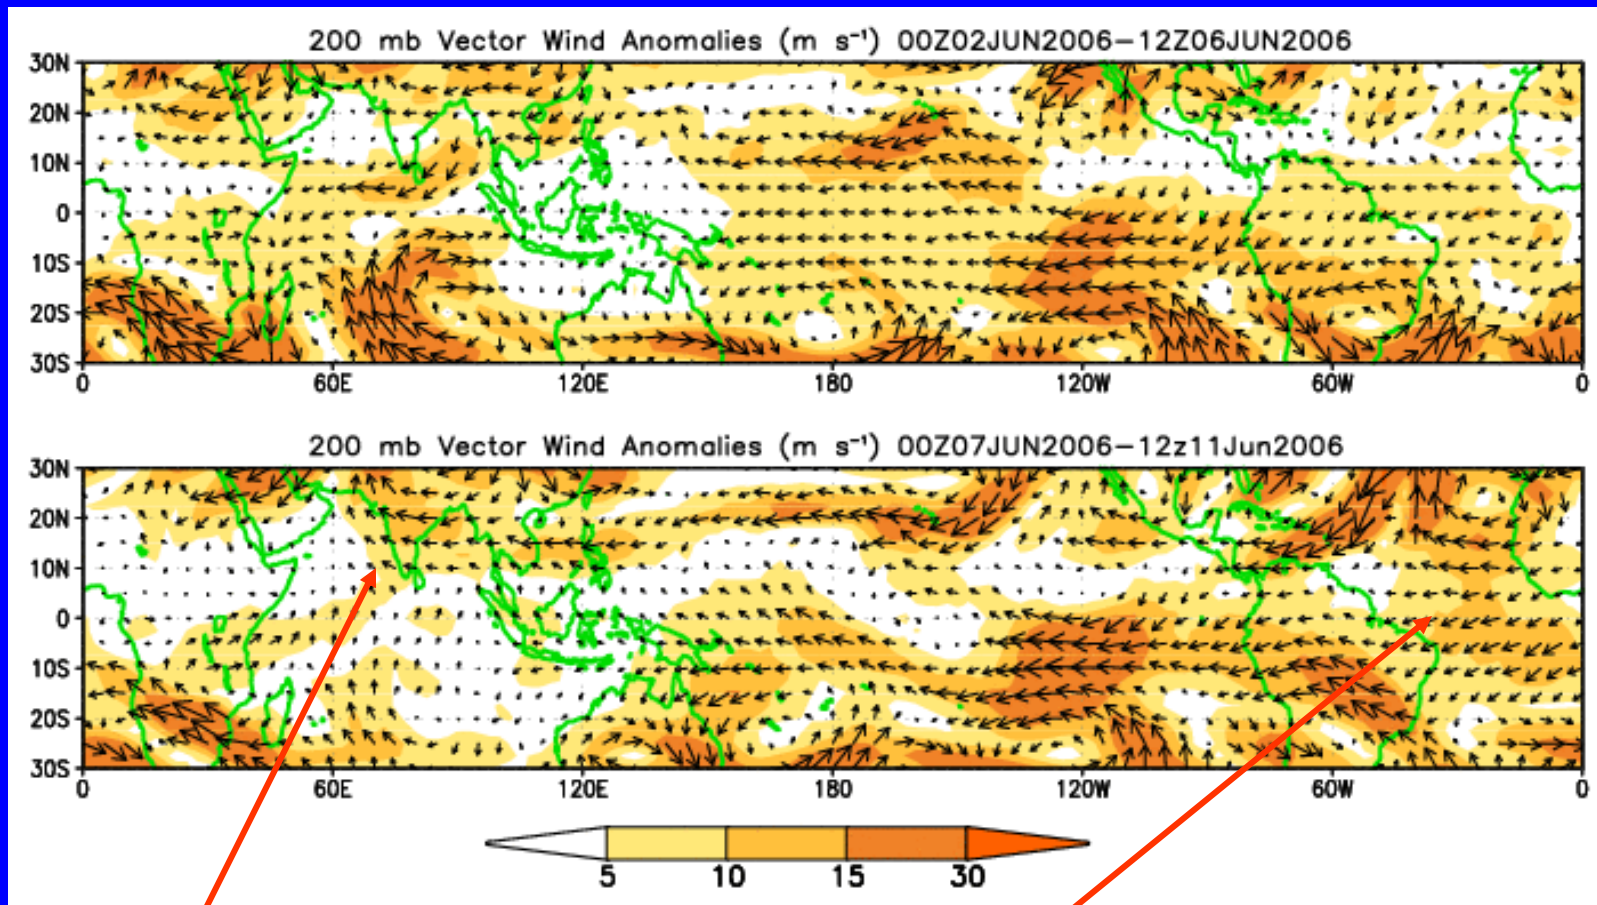 200 mb Vector Wind Anomalies (m s⁻¹) 00Z02JUN2006–12Z06JUN2006
30N
20N
10N
0
10S
20S
30S
0 60E 120E 180 120W 60W 0
200 mb Vector Wind Anomalies (m s⁻¹) 00Z07JUN2006–12z11Jun2006
30N
20N
10N
0
10S
20S
30S
0 60E 120E 180 120W 60W 0
5 10 15 30